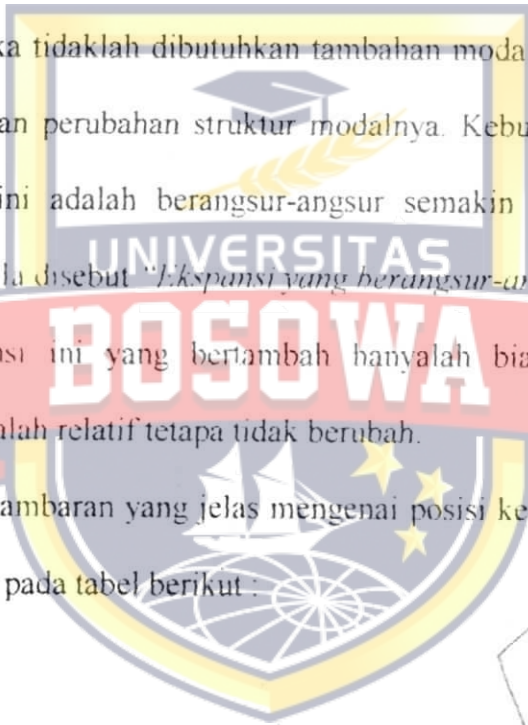 ka tidaklah dibutuhkan tambahan moda
an perubahan struktur modalnya. Kebu
ini adalah berangsur-angsur semakin
UNIVERSITAS
la disebut "Ekspansi yang berangsur-an
BOSOWA
si ini yang bertambah hanyalah bia
alah relatif tetapa tidak berubah.
ambaran yang jelas mengenai posisi ke
pada tabel berikut :